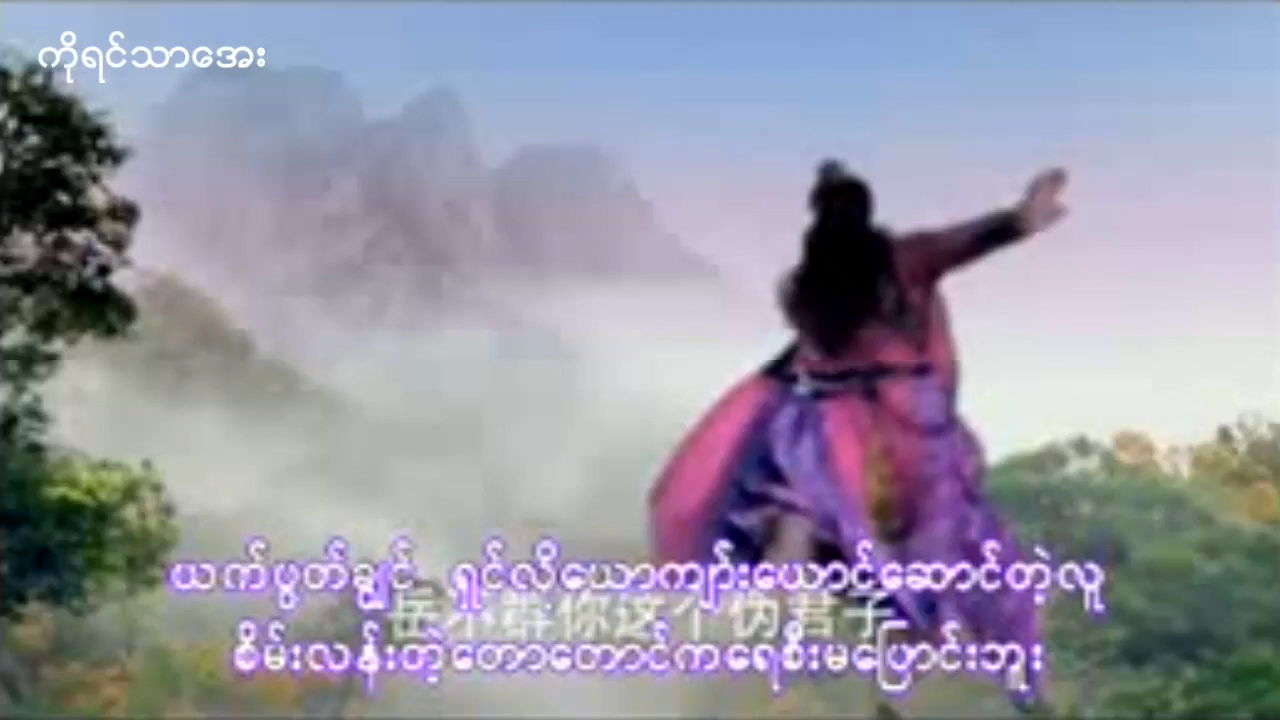 ကိုရင်သာအေး
ယက်ပွတ်ချွင် ရှင်လိုယောကျာ်းယောင်ဆောင်တဲ့လူ
岳不群你这个伪君子
စိမ်းလန်းတဲ့တောတောင်ကရေစီးမပြောင်းဘူး